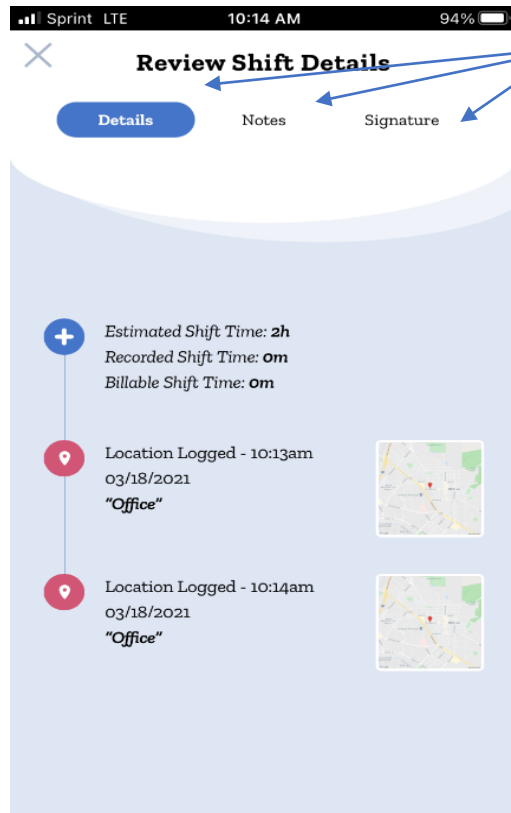 Sprint LTE 10:14 AM 94%
Review Shift Details
Details Notes Signature
Estimated Shift Time: 2h
Recorded Shift Time: 0m
Billable Shift Time: 0m
Location Logged - 10:13am
03/18/2021
"Office"
Location Logged - 10:14am
03/18/2021
"Office"